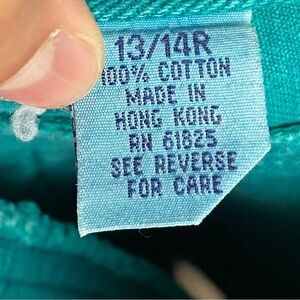 13/14R
100% COTTON
MADE IN
HONG KONG
RN 61825
SEE REVERSE
FOR CARE